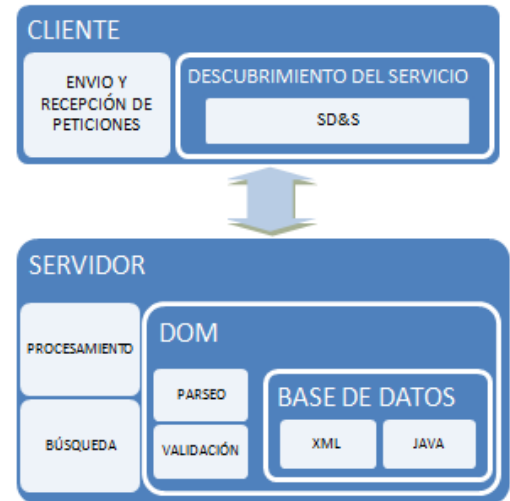 CLIENTE
ENVIO Y
RECEPCIÓN DE
PETICIONES
DESCUBRIMIENTO DEL SERVICIO
SD&S
SERVIDOR
PROCESAMIENTO
BÚSQUEDA
DOM
PARSEO
VALIDACIÓN
BASE DE DATOS
XML
JAVA